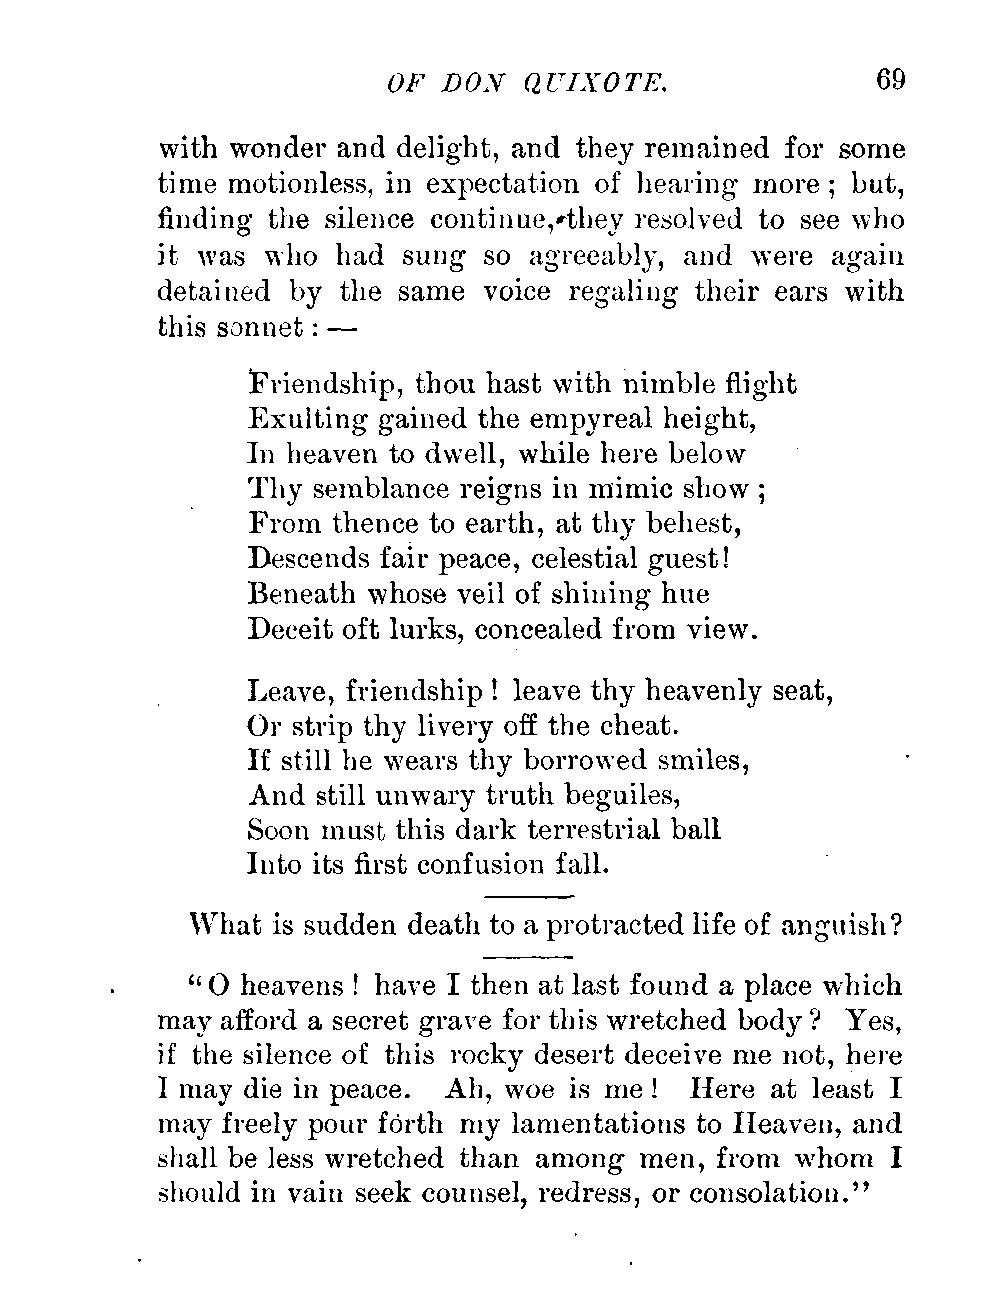 OF DON QUIXOTE. 69
with wonder and delight, and they remained for some
time motionless, in expectation of hearing more ; but,
finding the silence continue, they resolved to see who
it was who had sung so agreeably, and were again
detained by the same voice regaling their ears with
this sonnet : —
Friendship, thou hast with nimble flight
Exulting gained the empyreal height,
In heaven to dwell, while here below
Thy semblance reigns in mimic show ;
From thence to earth, at thy behest,
Descends fair peace, celestial guest!
Beneath whose veil of shining hue
Deceit oft lurks, concealed from view.
Leave, friendship ! leave thy heavenly seat,
Or strip thy livery off the cheat.
If still he wears thy borrowed smiles,
And still unwary truth beguiles,
Soon must this dark terrestrial ball
Into its first confusion fall.
What is sudden death to a protracted life of anguish?
“O heavens ! have I then at last found a place which
may afford a secret grave for this wretched body ? Yes,
if the silence of this rocky desert deceive me not, here
I may die in peace. Ah, woe is me ! Here at least I
may freely pour forth my lamentations to Heaven, and
shall be less wretched than among men, from whom I
should in vain seek counsel, redress, or consolation.”